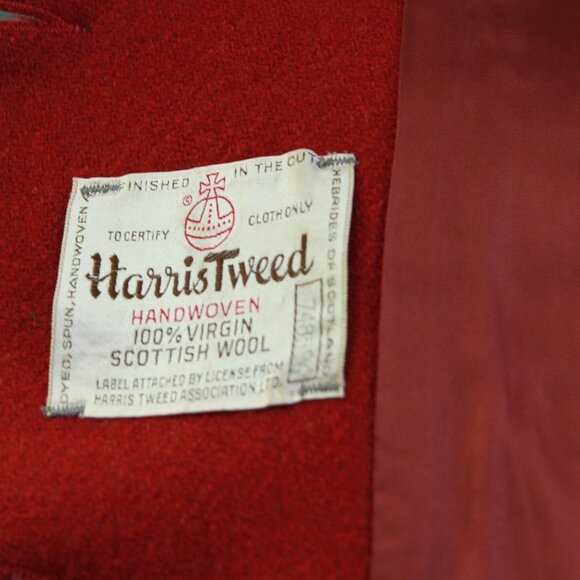 DYED, SPUN, HANDWOVEN,
FINISHED IN THE OUT
HEBRIDES OF SCOTLAND
®
TO CERTIFY CLOTH ONLY
Harris Tweed
HANDWOVEN
100% VIRGIN
SCOTTISH WOOL
LABEL ATTACHED BY LICENSE FROM
HARRIS TWEED ASSOCIATION LTD.